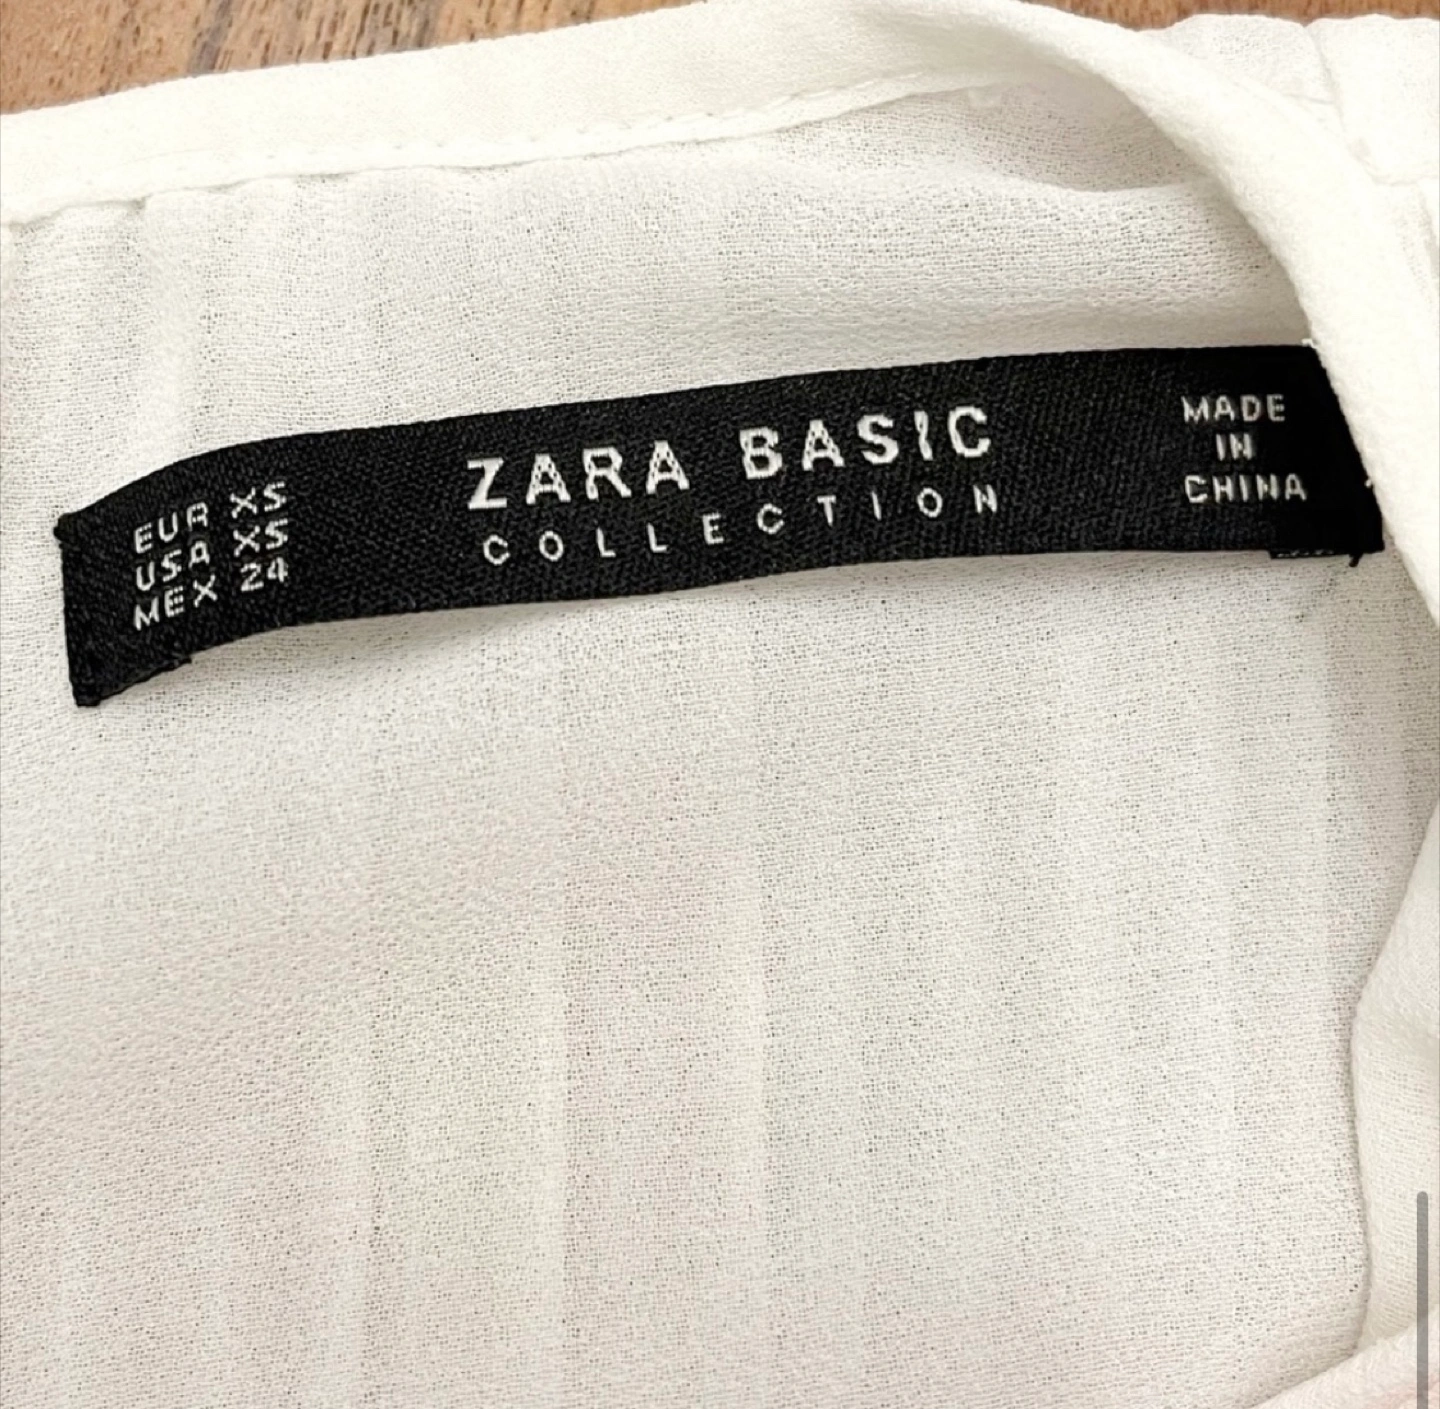 EUR XS
USA XS
MEX 24
ZARA BASIC
COLLECTION
MADE
IN
CHINA